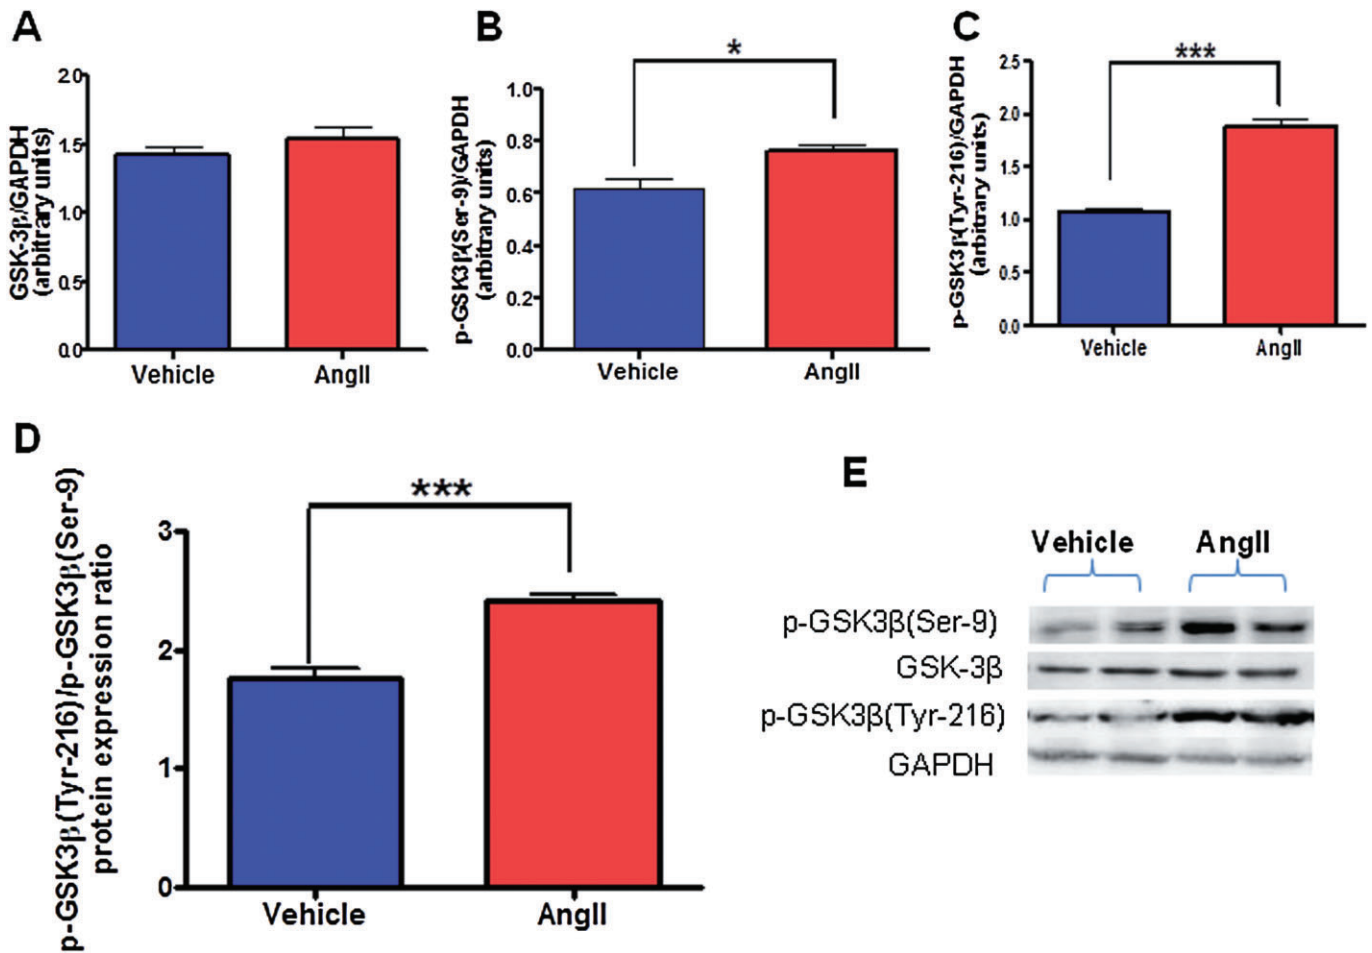 A
GSK-3β/GAPDH
(arbitrary units)
2.0
1.5
1.0
0.5
0.0
Vehicle
AngII
B
*
p-GSK3β(Ser-9)/GAPDH
(arbitrary units)
1.0
0.8
0.6
0.4
0.2
0.0
Vehicle
AngII
C
***
p-GSK3β(Tyr-216)/GAPDH
(arbitrary units)
2.5
2.0
1.5
1.0
0.5
0.0
Vehicle
AngII
D
***
p-GSK3β(Tyr-216)/p-GSK3β(Ser-9)
protein expression ratio
3
2
1
0
Vehicle
AngII
E
Vehicle AngII
p-GSK3β(Ser-9)
GSK-3β
p-GSK3β(Tyr-216)
GAPDH